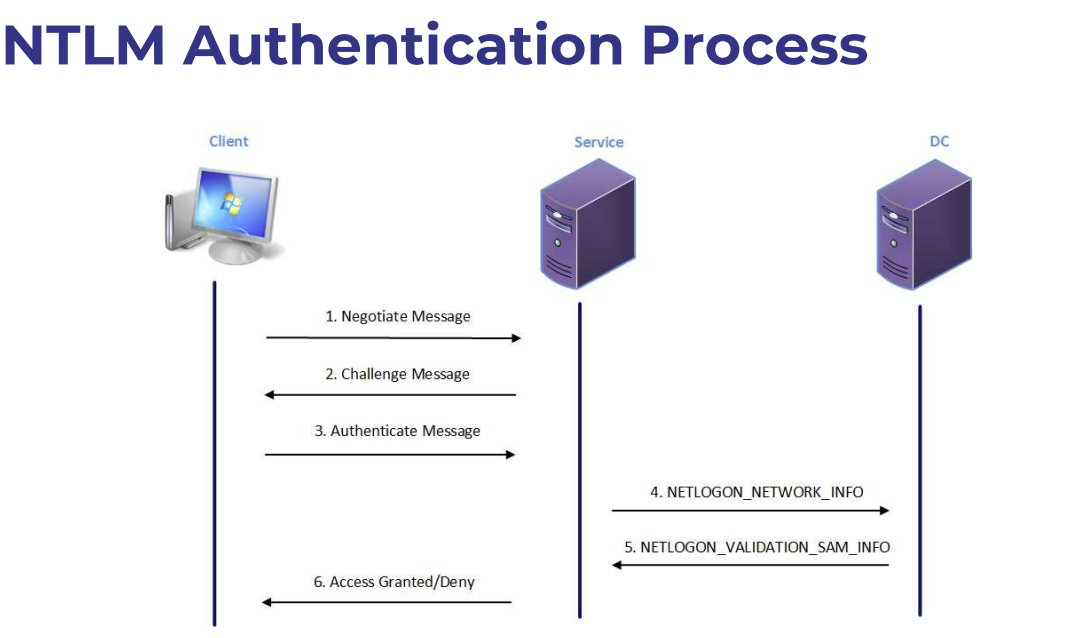 NTLM Authentication Process
Client
Service
DC
1. Negotiate Message
2. Challenge Message
3. Authenticate Message
4. NETLOGON_NETWORK_INFO
5. NETLOGON_VALIDATION_SAM_INFO
6. Access Granted/Deny